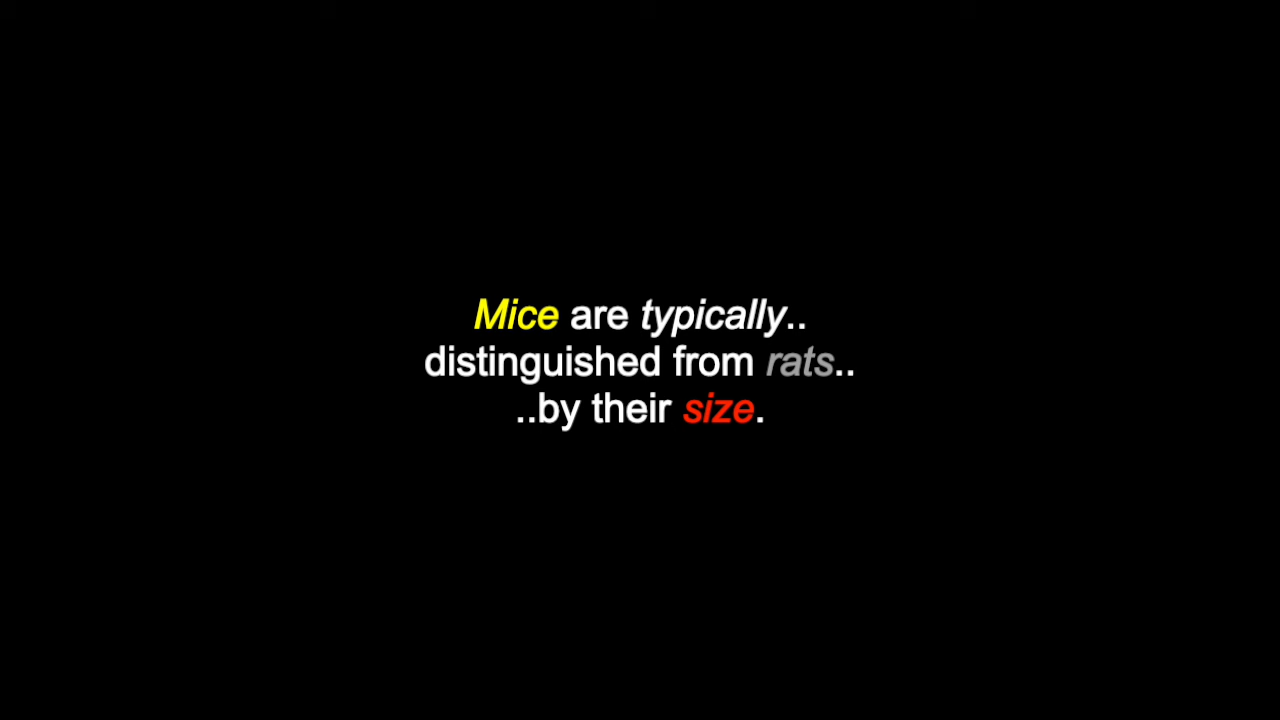 Mice are typically..
distinguished from rats..
..by their size.